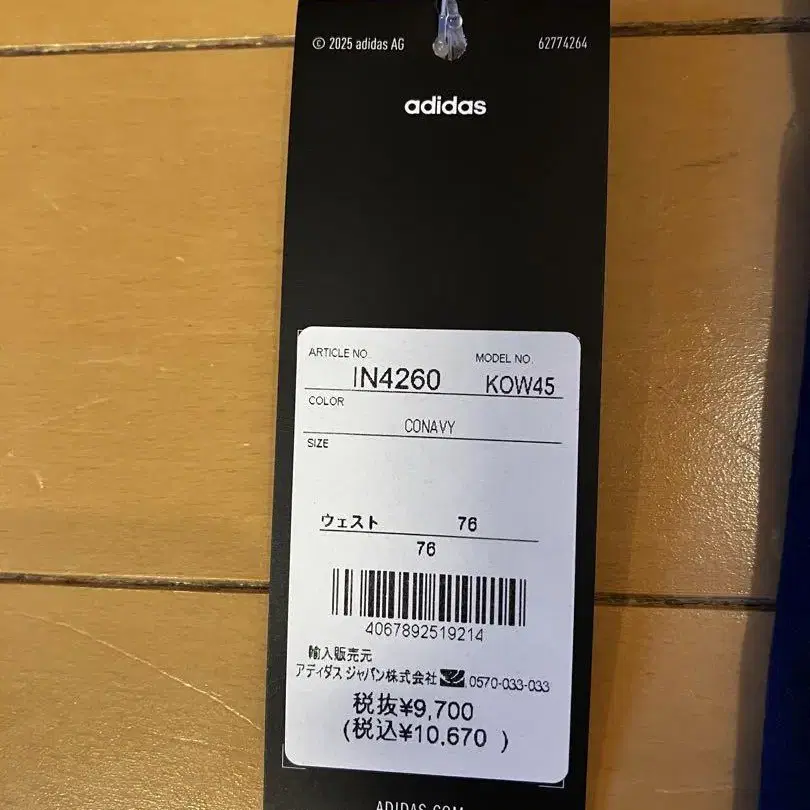 © 2025 adidas AG 62774264
adidas
ARTICLE NO. MODEL NO.
IN4260 KOW45
COLOR
CONAVY
SIZE
ウェスト 76
76
4067892519214
輸入販売元
アディダス ジャパン株式会社 0570-033-033
税抜¥9,700
(税込¥10,670 )
ADIDAS.COM